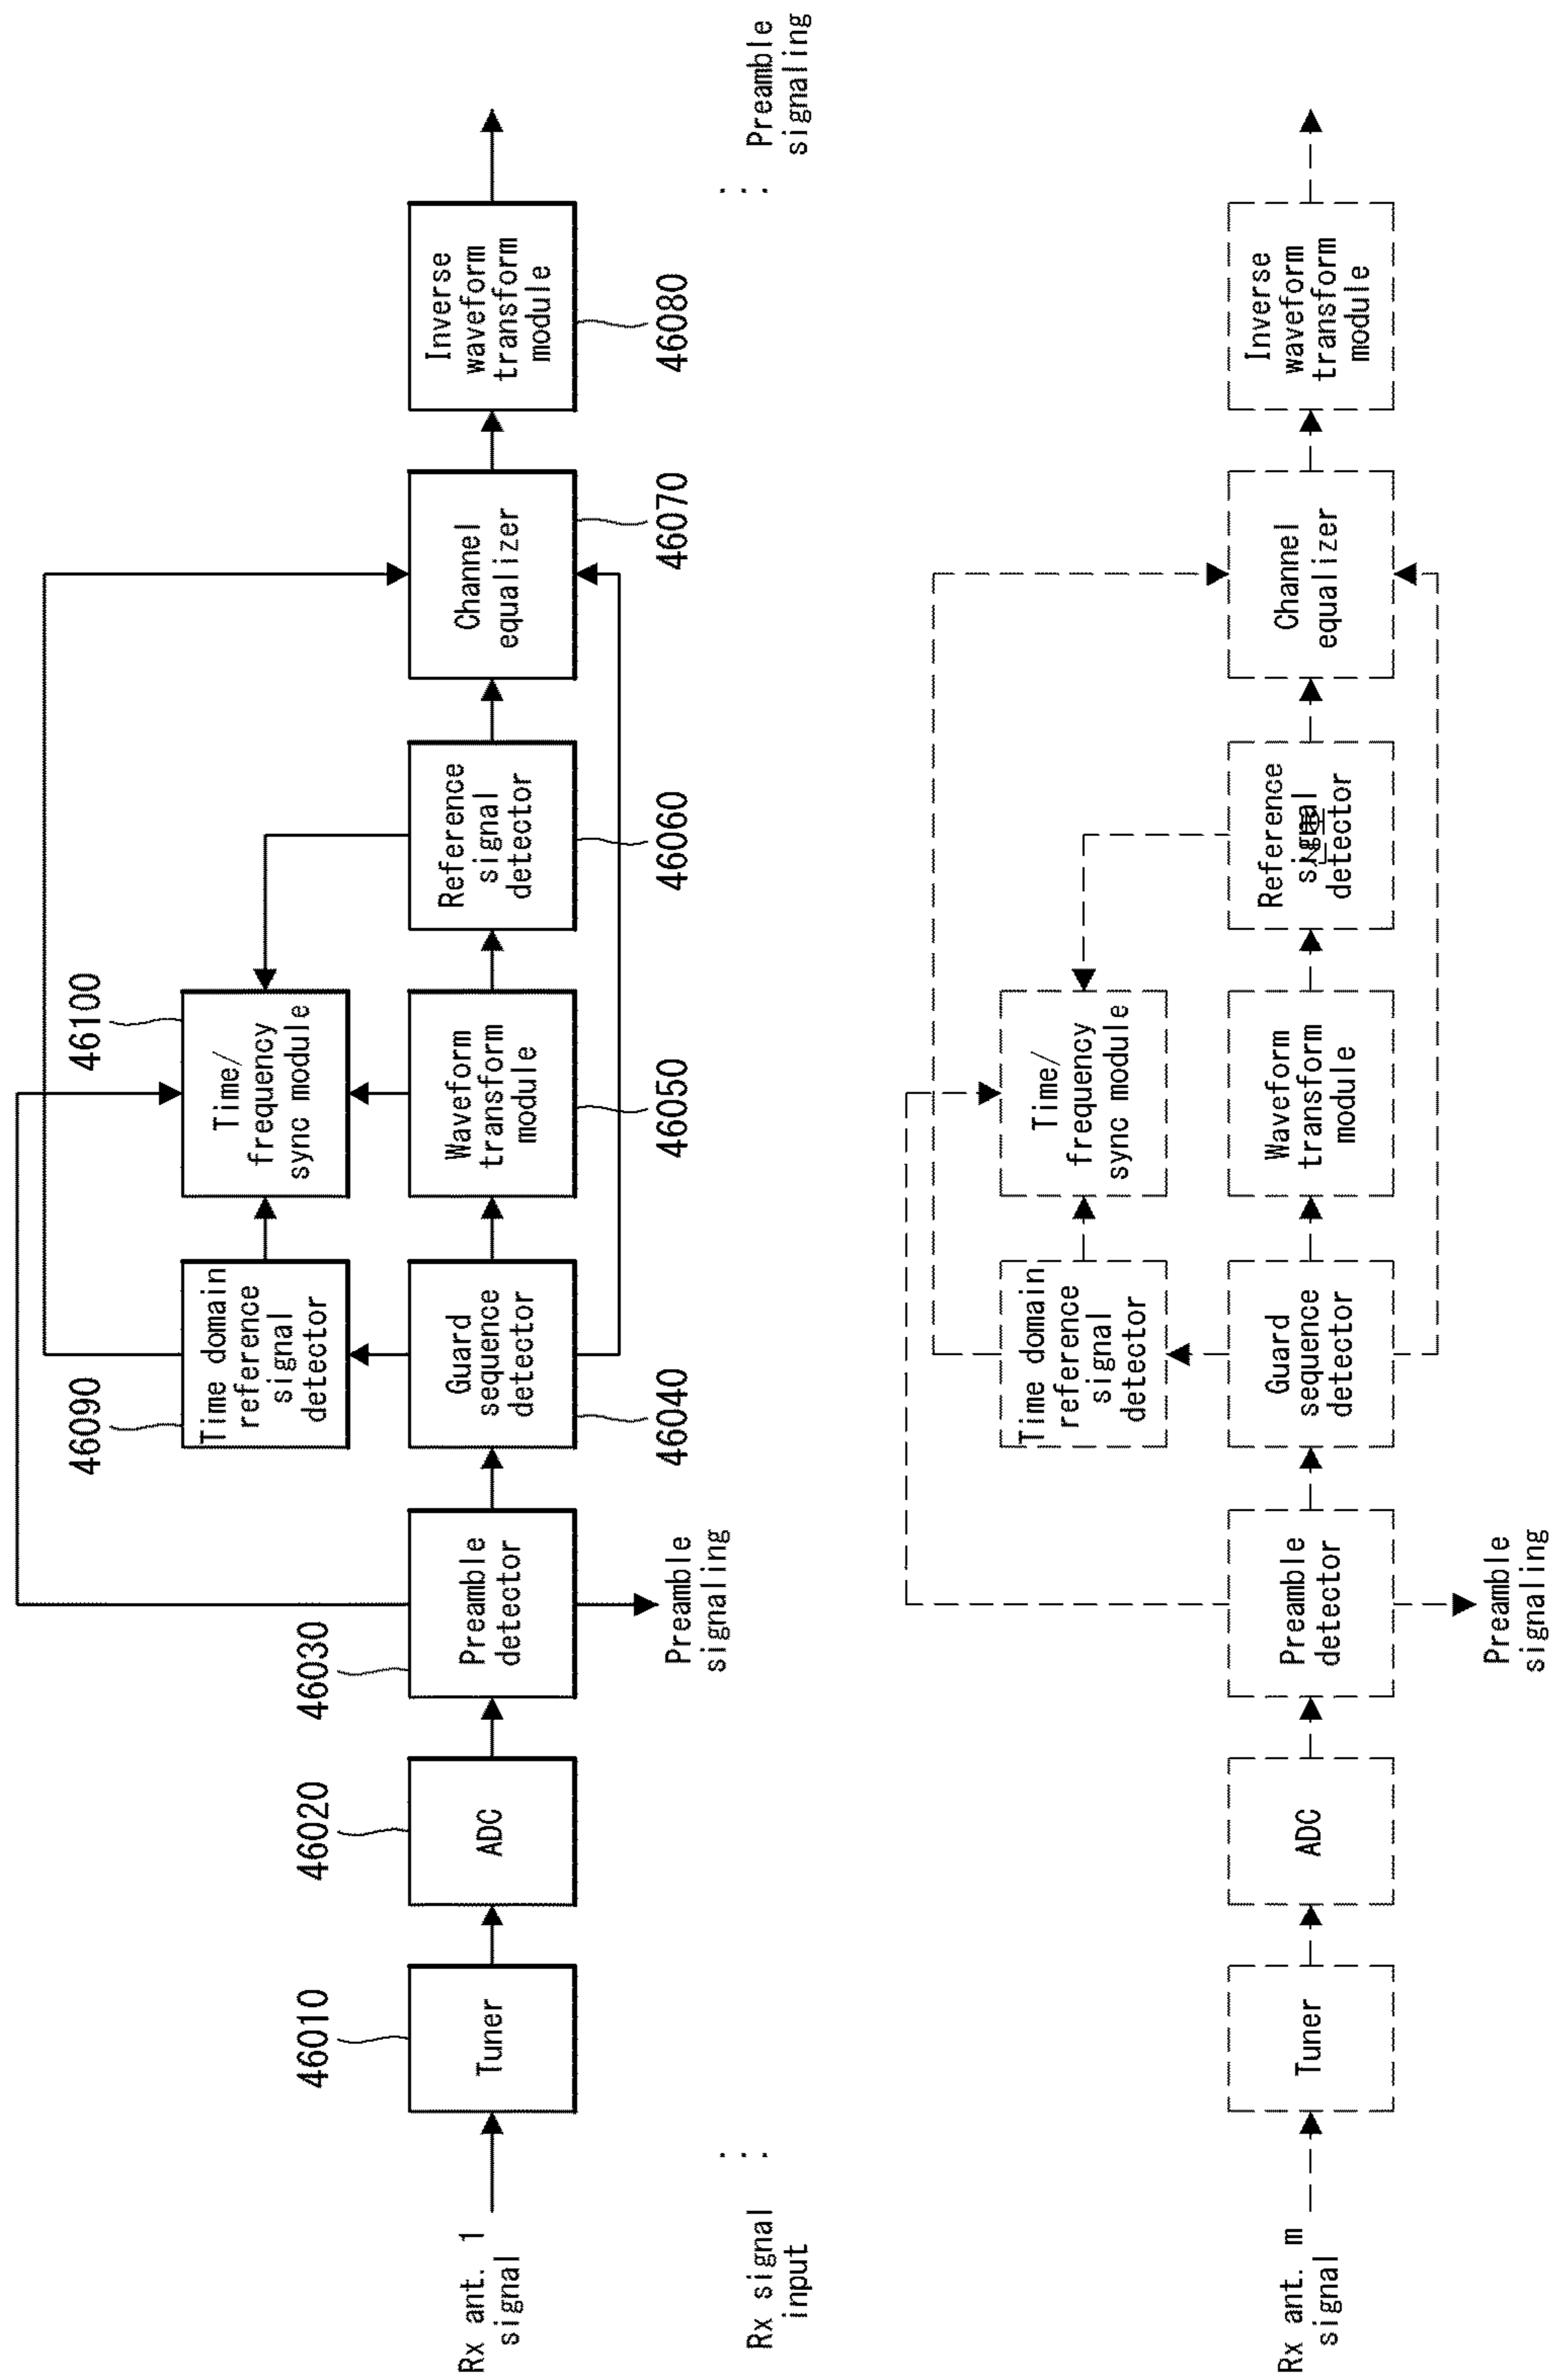 46090
46100
Time domain
reference
signal
detector
Time/
frequency
sync module
46010
46020
46030
Rx ant. 1
signal
Tuner
ADC
Preamble
detector
Guard
sequence
detector
Waveform
transform
module
Reference
signal
detector
Channel
equalizer
Inverse
waveform
transform
module
46040
46050
46060
46070
46080
Preamble
signaling
Rx signal
input
Preamble
signaling
Time domain
reference
signal
detector
Time/
frequency
sync module
Rx ant. m
signal
Tuner
ADC
Preamble
detector
Guard
sequence
detector
Waveform
transform
module
Reference
signal
detector
Channel
equalizer
Inverse
waveform
transform
module
Preamble
signaling